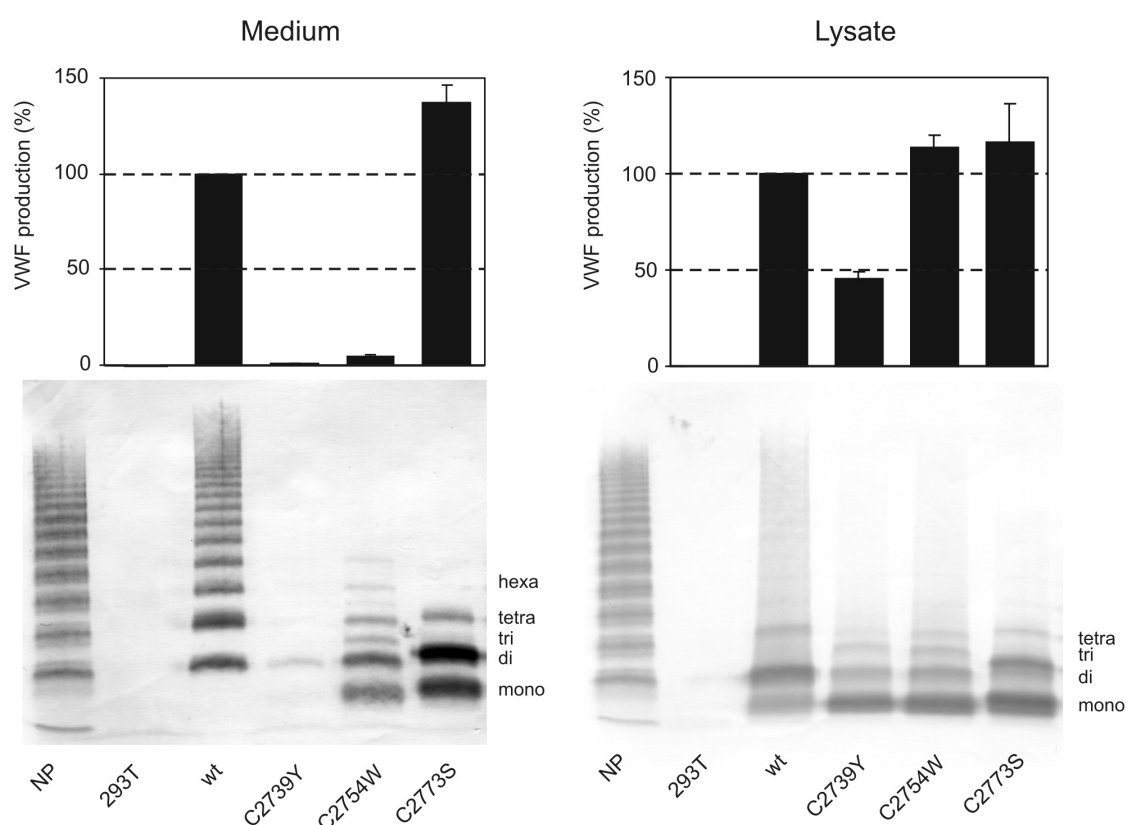 Medium
Lysate
VWF production (%)
150
100
50
0
VWF production (%)
150
100
50
0
hexa
tetra
tri
di
mono
tetra
tri
di
mono
NP
293T
wt
C2739Y
C2754W
C2773S
NP
293T
wt
C2739Y
C2754W
C2773S